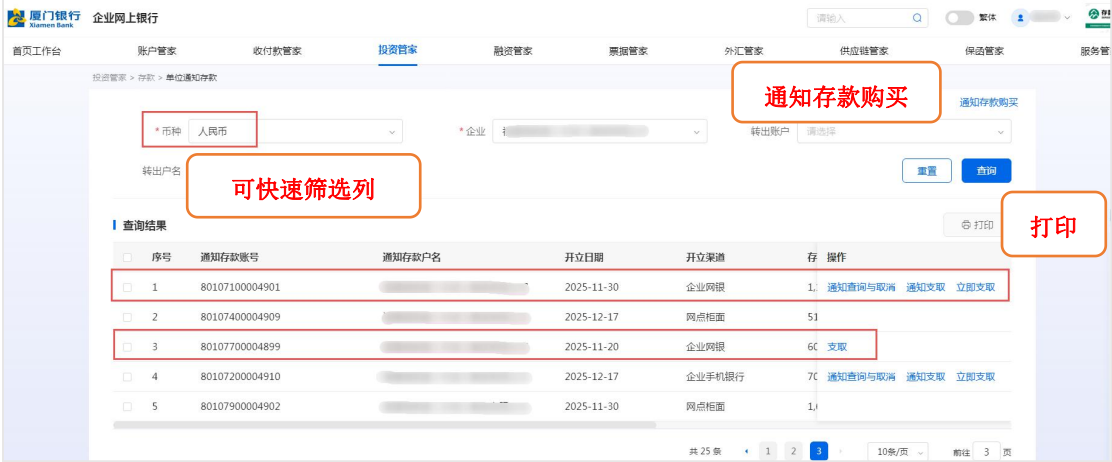 厦门银行 企业网上银行 请输入 繁体
Xiamen Bank
首页工作台 账户管家 收付款管家 投资管家 融资管家 票据管家 外汇管家 供应链管家 保函管家 服务管
投资管家 > 存款 > 单位通知存款
通知存款购买
通知存款购买
* 币种 人民币 * 企业 转出账户 请选择
转出户名 重置 查询
可快速筛选列
查询结果 打印
打印
序号 通知存款账号 通知存款户名 开立日期 开立渠道 存 操作
1 80107100004901 2025-11-30 企业网银 1, 通知查询与取消 通知支取 立即支取
2 80107400004909 2025-12-17 网点柜面 51
3 80107700004899 2025-11-20 企业网银 60 支取
4 80107200004910 2025-12-17 企业手机银行 70 通知查询与取消 通知支取 立即支取
5 80107900004902 2025-11-30 网点柜面 1,
共 25 条 1 2 3 10条/页 前往 3 页